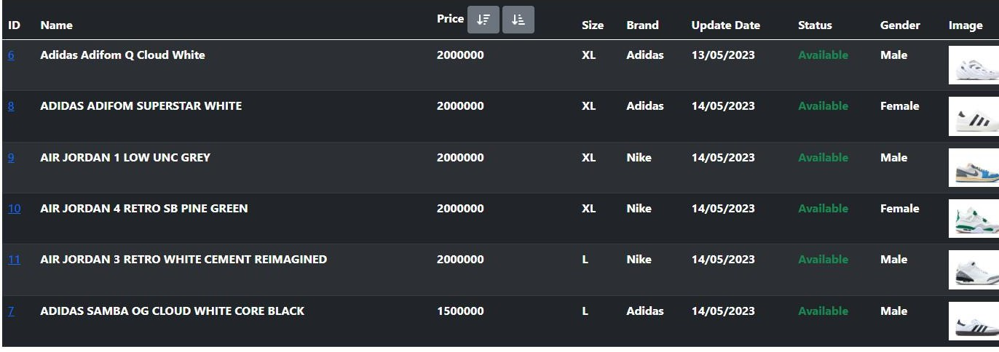 ID Name Price Size Brand Update Date Status Gender Image
6 Adidas Adifom Q Cloud White 2000000 XL Adidas 13/05/2023 Available Male
8 ADIDAS ADIFOM SUPERSTAR WHITE 2000000 XL Adidas 14/05/2023 Available Female
9 AIR JORDAN 1 LOW UNC GREY 2000000 XL Nike 14/05/2023 Available Male
10 AIR JORDAN 4 RETRO SB PINE GREEN 2000000 XL Nike 14/05/2023 Available Female
11 AIR JORDAN 3 RETRO WHITE CEMENT REIMAGINED 2000000 L Nike 14/05/2023 Available Male
7 ADIDAS SAMBA OG CLOUD WHITE CORE BLACK 1500000 L Adidas 14/05/2023 Available Male